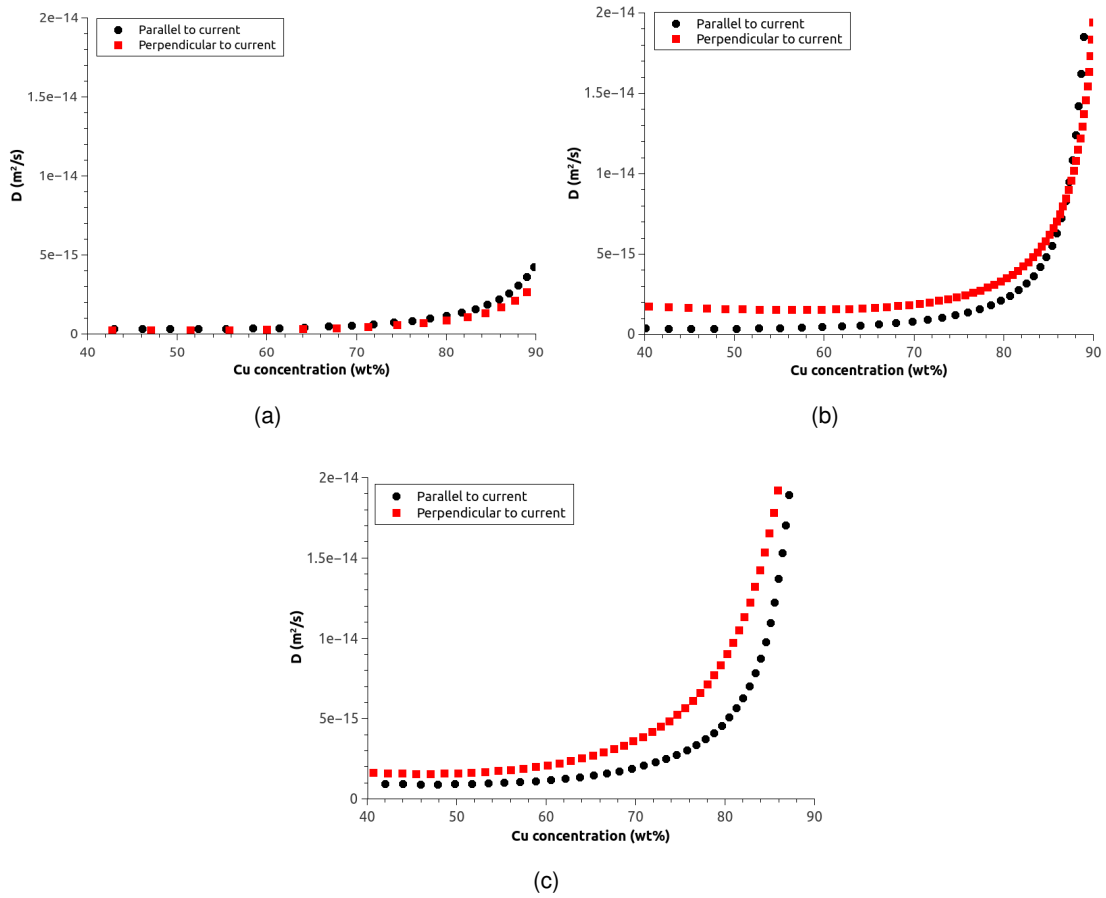 2e−14
Parallel to current
Perpendicular to current
1.5e−14
1e−14
5e−15
0
D (m²/s)
40 50 60 70 80 90
Cu concentration (wt%)
(a)
2e−14
Parallel to current
Perpendicular to current
1.5e−14
1e−14
5e−15
0
D (m²/s)
40 50 60 70 80 90
Cu concentration (wt%)
(b)
2e−14
Parallel to current
Perpendicular to current
1.5e−14
1e−14
5e−15
0
D (m²/s)
40 50 60 70 80 90
Cu concentration (wt%)
(c)